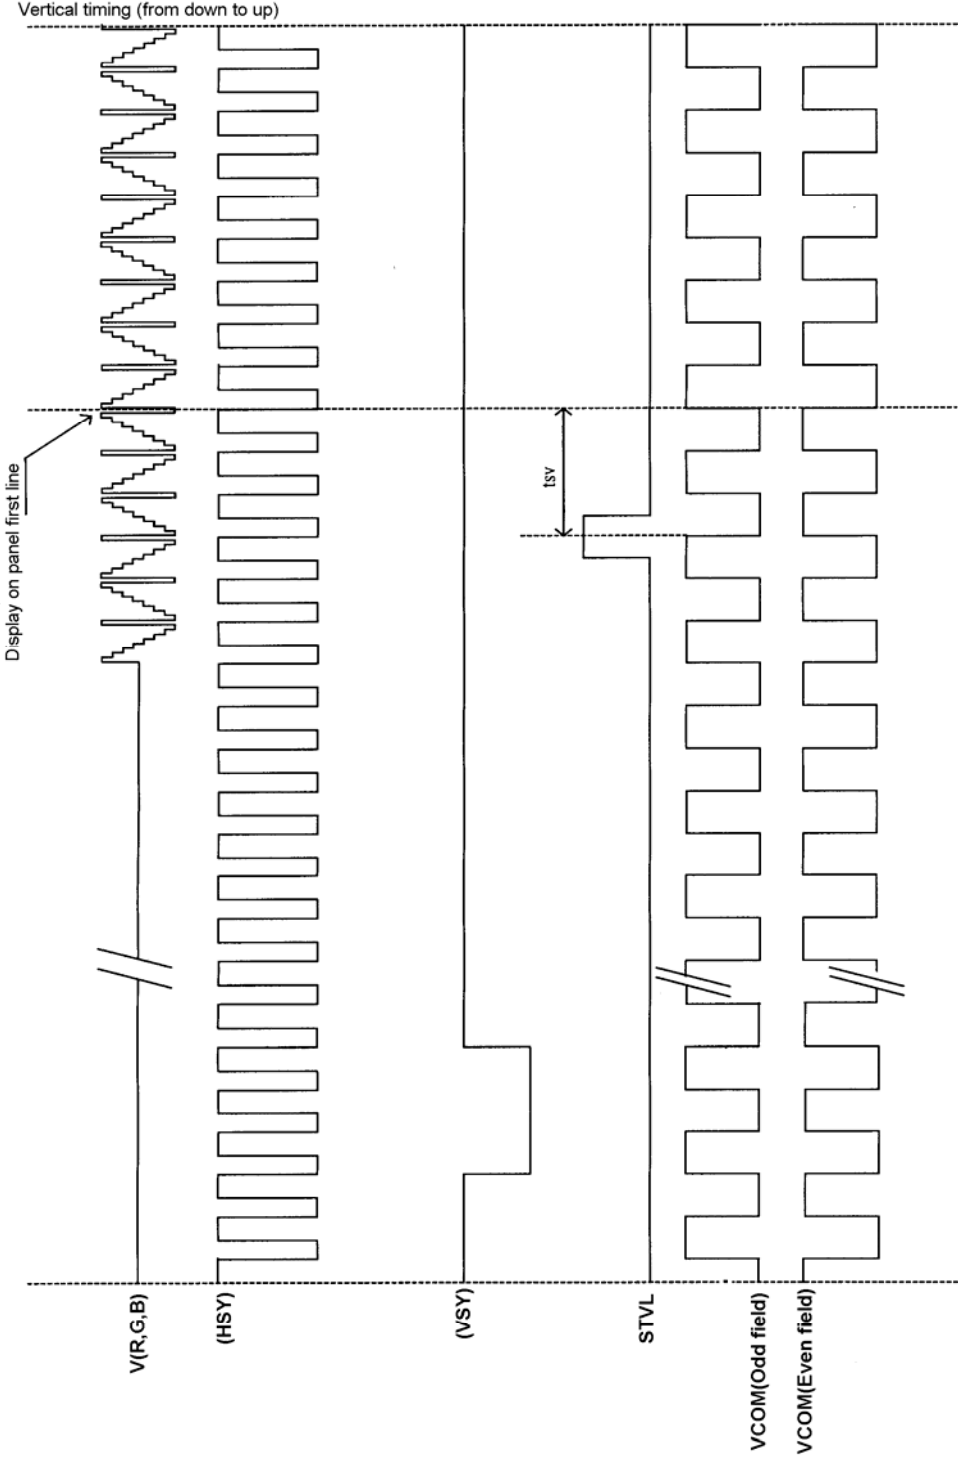 Vertical timing (from down to up)
Display on panel first line
tsv
V(R,G,B)
(HSY)
(VSY)
STVL
VCOM(Odd field)
VCOM(Even field)